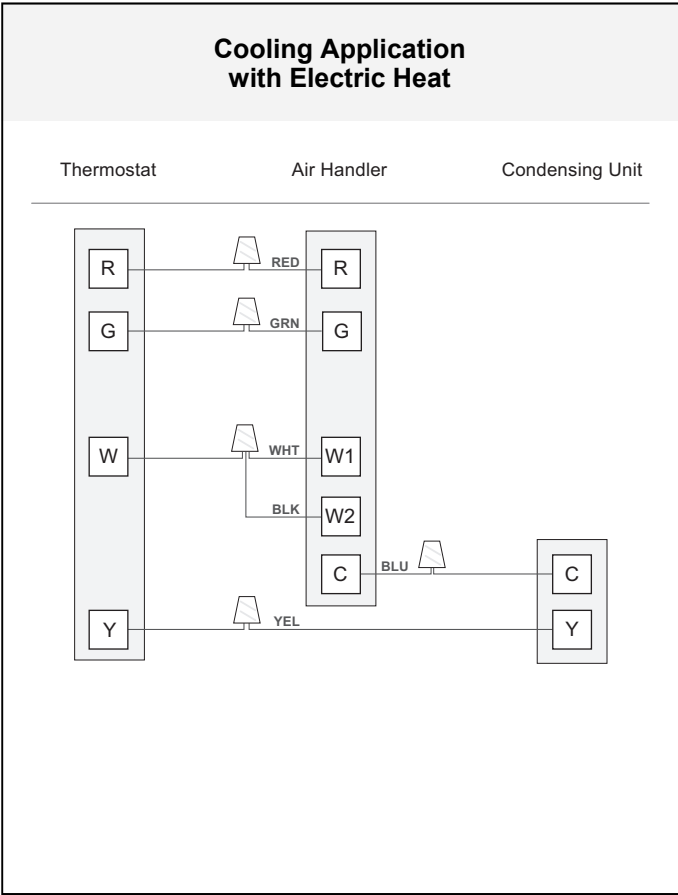 Cooling Application
with Electric Heat
Thermostat Air Handler Condensing Unit
R RED R
G GRN G
W WHT W1
BLK W2
C BLU C
Y YEL Y